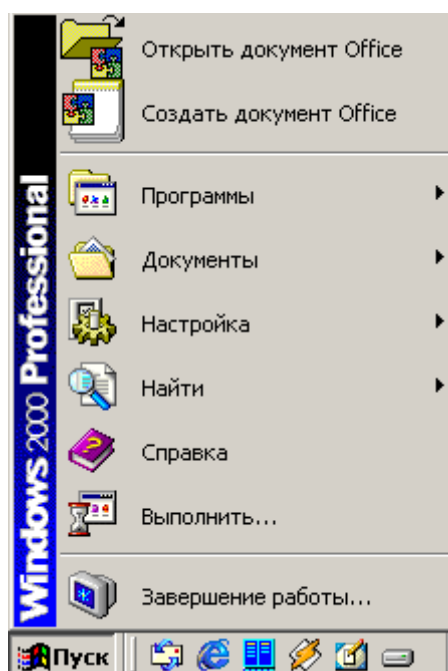 Открыть документ Office
Создать документ Office
Программы
Документы
Настройка
Найти
Справка
Выполнить...
Завершение работы...
Windows 2000 Professional
Пуск